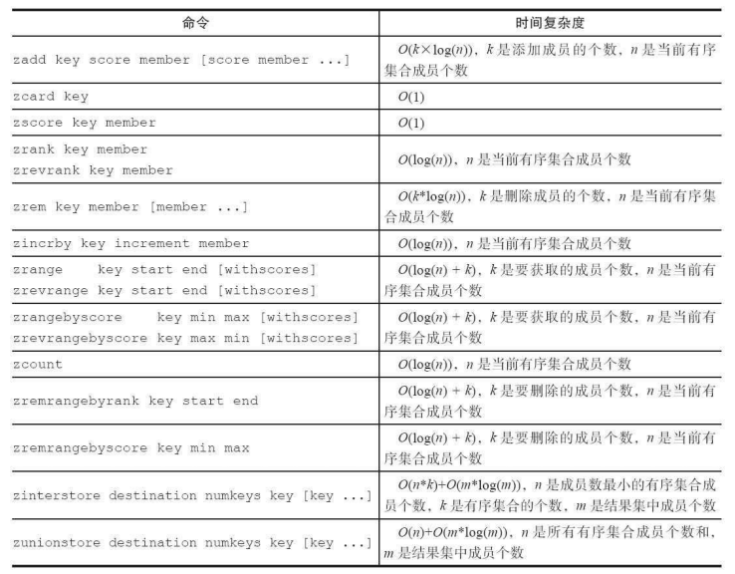 命令 时间复杂度
zadd key score member [score member ...] O(k×log(n)),k 是添加成员的个数,n 是当前有序
集合成员个数
zcard key O(1)
zscore key member O(1)
zrank key member
zrevrank key member
O(log(n)),n 是当前有序集合成员个数
zrem key member [member ...] O(k*log(n)),k 是删除成员的个数,n 是当前有序集
合成员个数
zincrby key increment member O(log(n)),n 是当前有序集合成员个数
zrange key start end [withscores]
zrevrange key start end [withscores]
O(log(n) + k),k 是要获取的成员个数,n 是当前有
序集合成员个数
zrangebyscore key min max [withscores]
zrevrangebyscore key max min [withscores]
O(log(n) + k),k 是要获取的成员个数,n 是当前有
序集合成员个数
zcount O(log(n)),n 是当前有序集合成员个数
zremrangebyrank key start end O(log(n) + k),k 是要删除的成员个数,n 是当前有
序集合成员个数
zremrangebyscore key min max O(log(n) + k),k 是要删除的成员个数,n 是当前有
序集合成员个数
zinterstore destination numkeys key [key ...] O(n*k)+O(m*log(m)),n 是成员数最小的有序集合成
员个数,k 是有序集合的个数,m 是结果集中成员个数
zunionstore destination numkeys key [key ...] O(n)+O(m*log(m)),n 是所有有序集合成员个数和,
m 是结果集中成员个数